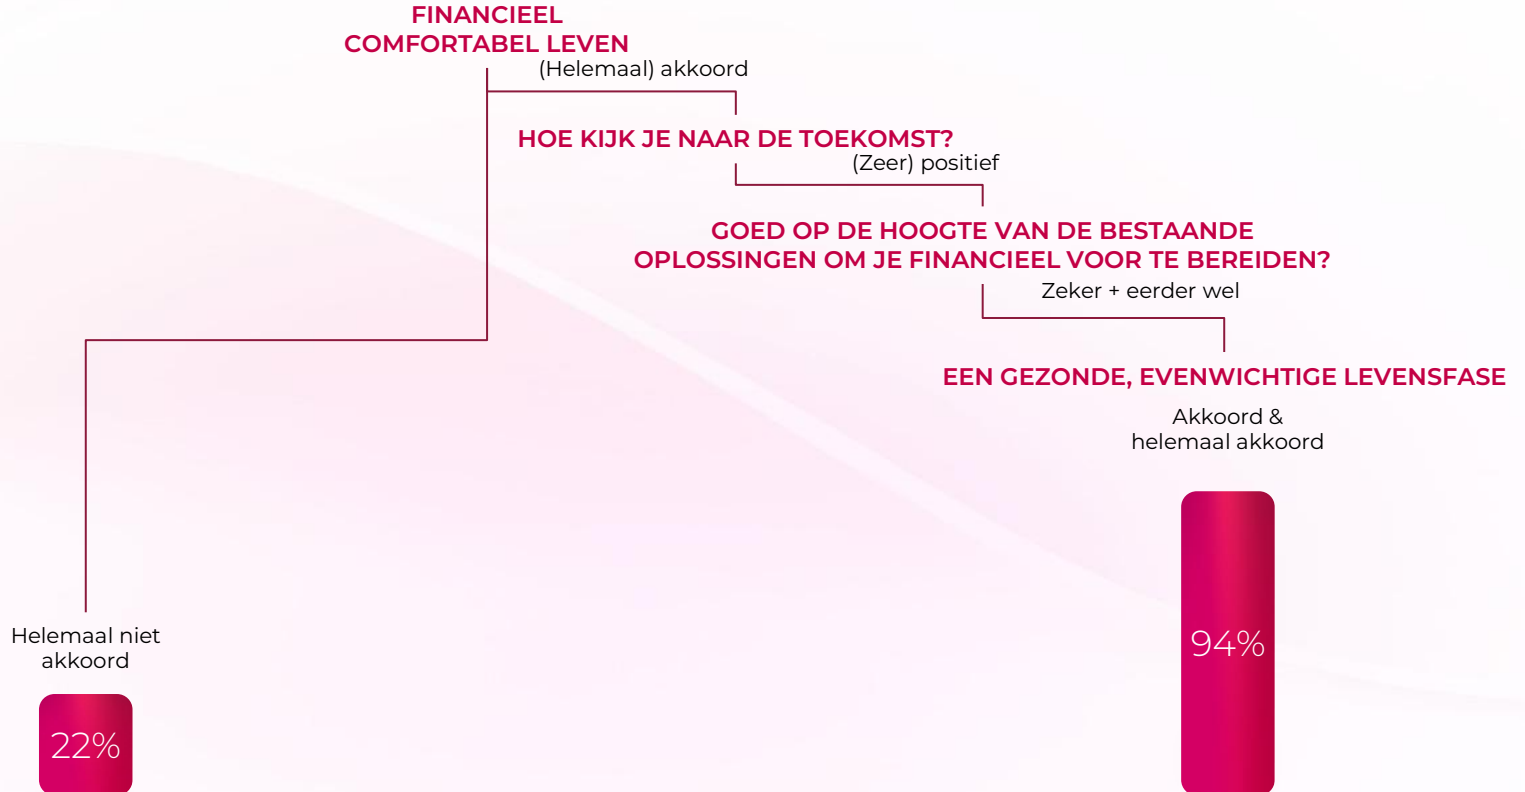 FINANCIEEL
COMFORTABEL LEVEN
(Helemaal) akkoord
HOE KIJK JE NAAR DE TOEKOMST?
(Zeer) positief
GOED OP DE HOOGTE VAN DE BESTAANDE
OPLOSSINGEN OM JE FINANCIEEL VOOR TE BEREIDEN?
Zeker + eerder wel
EEN GEZONDE, EVENWICHTIGE LEVENSFASE
Akkoord &
helemaal akkoord
94%
Helemaal niet
akkoord
22%